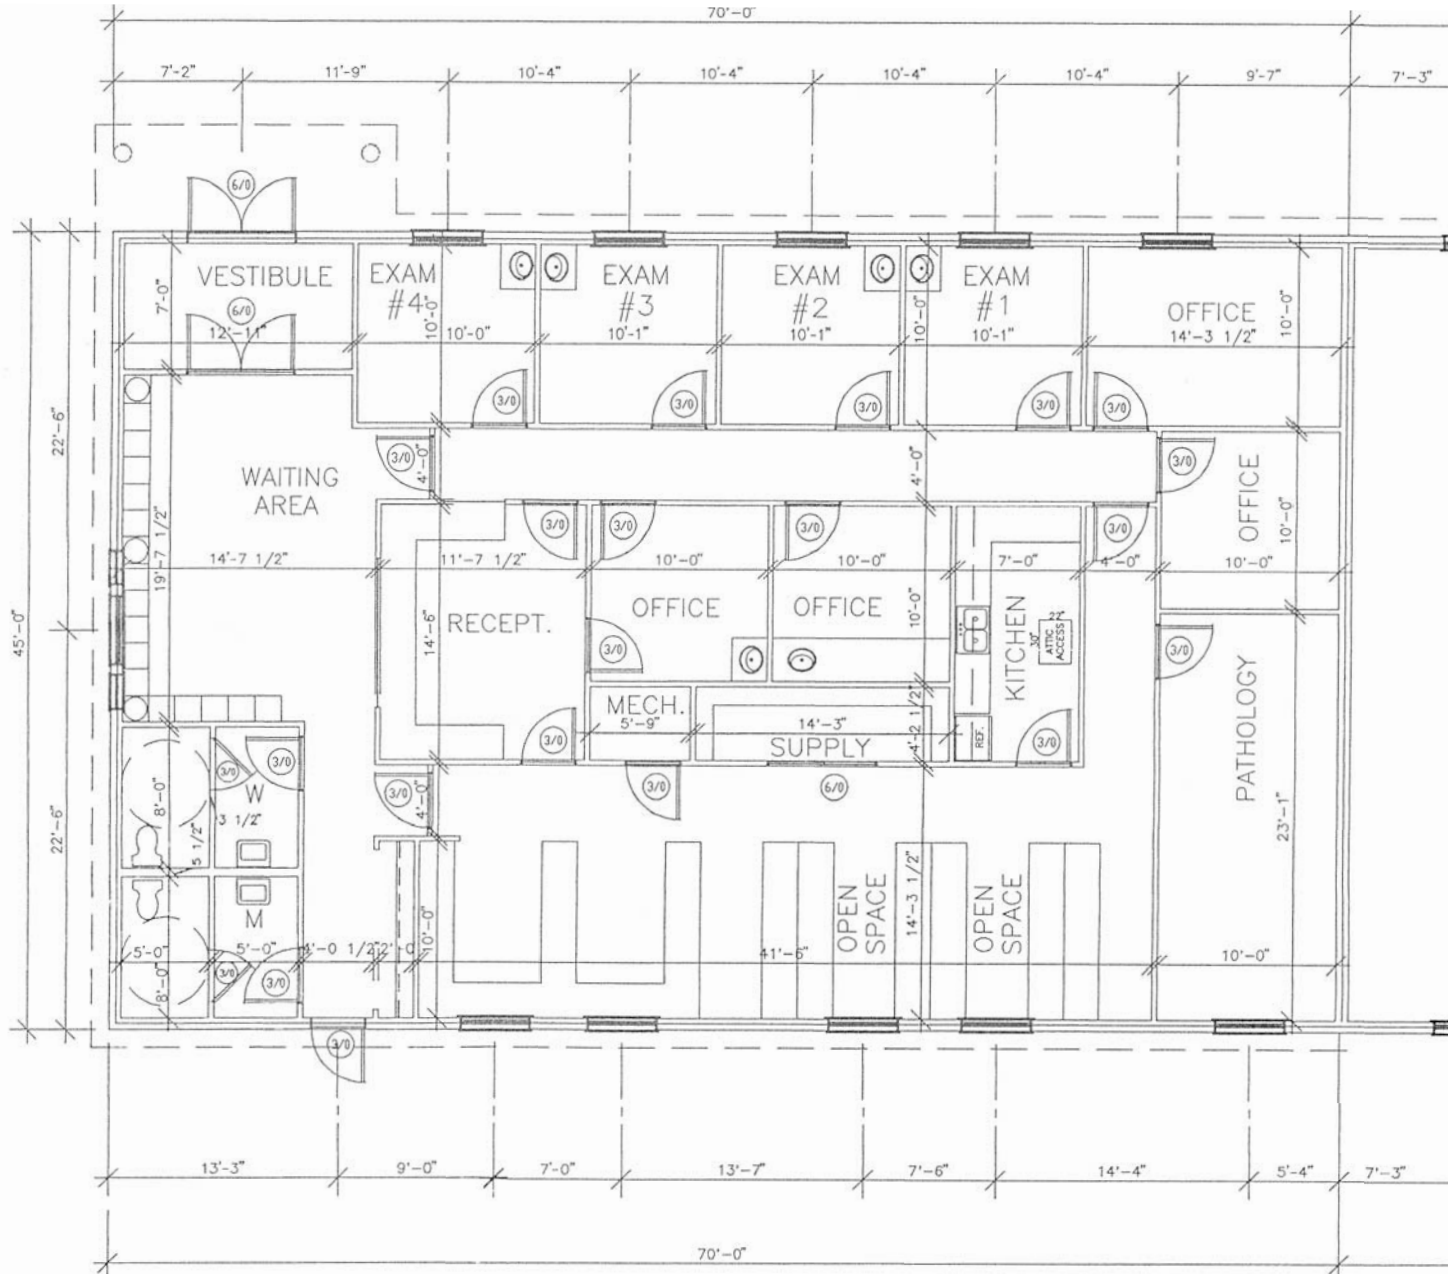 70'-0"
7'-2" 11'-9" 10'-4" 10'-4" 10'-4" 10'-4" 9'-7" 7'-3"
6/0
VESTIBULE
7'-0"
6/0
12'-11"
EXAM
#4
10'-0"
10'-0"
EXAM
#3
10'-1"
EXAM
#2
10'-1"
EXAM
#1
10'-0"
10'-1"
OFFICE
14'-3 1/2"
10'-0"
3/0 3/0 3/0 3/0 3/0
22'-6"
45'-0"
WAITING
AREA
19'-7 1/2"
14'-7 1/2"
3/0
4'-0"
4'-0"
3/0
OFFICE
10'-0"
10'-0"
3/0 3/0 3/0 3/0
11'-7 1/2"
RECEPT.
14'-6"
10'-0"
OFFICE
3/0
10'-0"
OFFICE
10'-0"
7'-0"
KITCHEN
22"
30"
ATTIC
ACCESS
REF.
4'-0"
3/0
PATHOLOGY
23'-1"
MECH.
5'-9"
14'-3"
SUPPLY
4'-2 1/2"
3/0 3/0
22'-6"
3/0 3/0
W
8'-0"
3 1/2"
5 1/2"
3/0
4'-0"
3/0
6/0
M
5'-0" 5'-0" 4'-0 1/2" 2'-0"
8'-0"
3/0 3/0
10'-0"
OPEN
SPACE
14'-3 1/2"
OPEN
SPACE
41'-6"
10'-0"
3/0
13'-3" 9'-0" 7'-0" 13'-7" 7'-6" 14'-4" 5'-4" 7'-3"
70'-0"